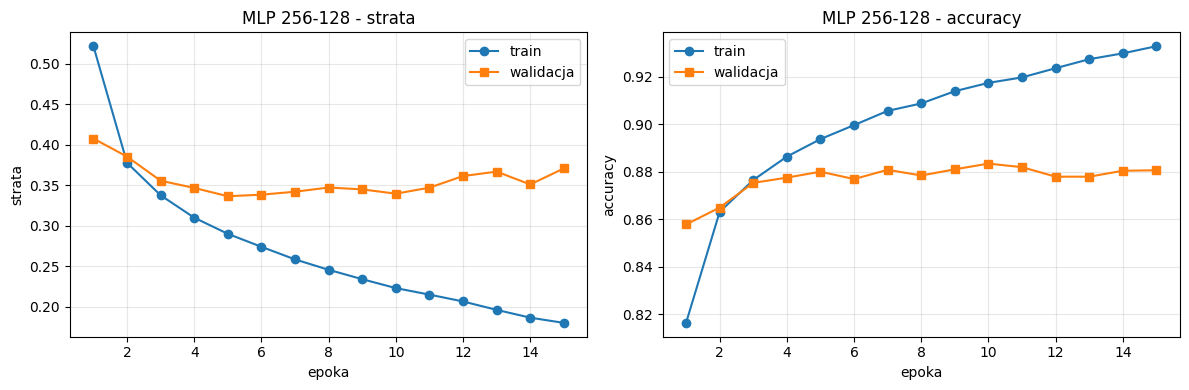 MLP 256-128 - strata
train
walidacja
strata
0.50
0.45
0.40
0.35
0.30
0.25
0.20
2 4 6 8 10 12 14
epoka
MLP 256-128 - accuracy
train
walidacja
accuracy
0.92
0.90
0.88
0.86
0.84
0.82
2 4 6 8 10 12 14
epoka